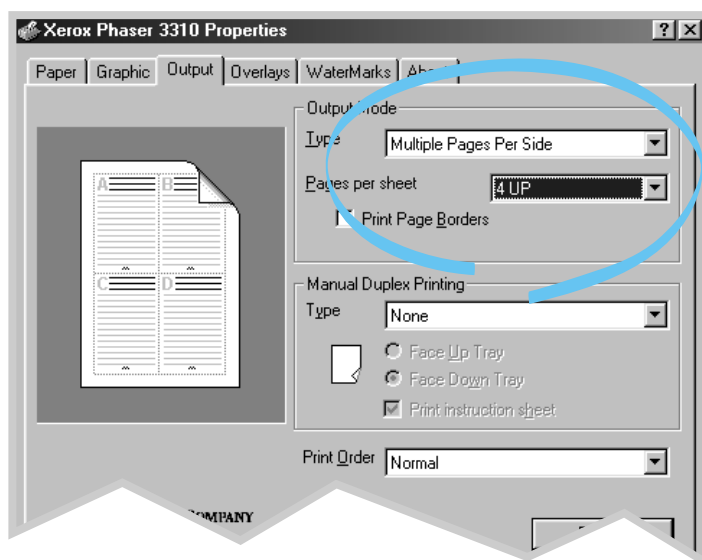 Xerox Phaser 3310 Properties
Paper Graphic Output Overlays WaterMarks
Output Mode
Type Multiple Pages Per Side
Pages per sheet 4 UP
Print Page Borders
A B
C D
Manual Duplex Printing
Type None
Face Up Tray
Face Down Tray
Print instruction sheet
Print Order Normal
COMPANY